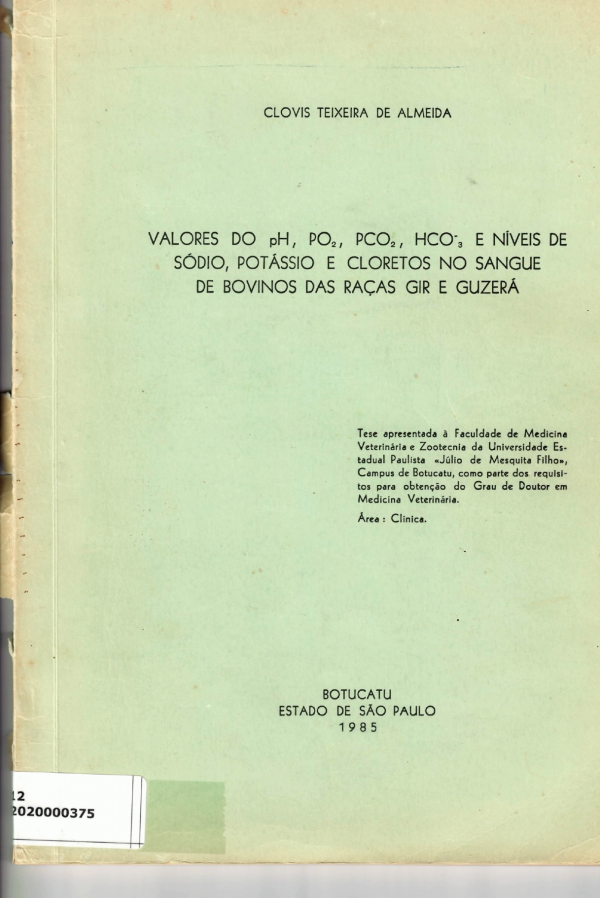 CLOVIS TEIXEIRA DE ALMEIDA
VALORES DO pH, PO₂, PCO₂, HCO⁻₃ E NÍVEIS DE
SÓDIO, POTÁSSIO E CLORETOS NO SANGUE
DE BOVINOS DAS RAÇAS GIR E GUZERÁ
Tese apresentada à Faculdade de Medicina
Veterinária e Zootecnia da Universidade Es-
tadual Paulista «Júlio de Mesquita Filho»,
Campus de Botucatu, como parte dos requisi-
tos para obtenção do Grau de Doutor em
Medicina Veterinária.
Área : Clínica.
BOTUCATU
ESTADO DE SÃO PAULO
1985
12
2020000375